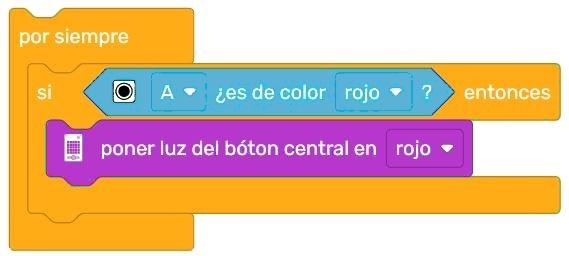 por siempre
si A ¿es de color rojo ? entonces
poner luz del bóton central en rojo